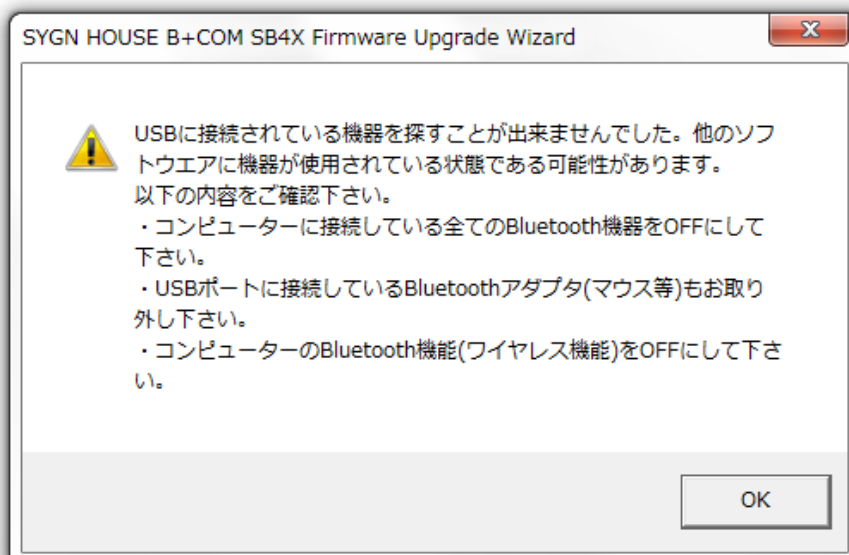 SYGN HOUSE B+COM SB4X Firmware Upgrade Wizard
USBに接続されている機器を探すことが出来ませんでした。他のソフ
トウエアに機器が使用されている状態である可能性があります。
以下の内容をご確認下さい。
・コンピューターに接続している全てのBluetooth機器をOFFにして
下さい。
・USBポートに接続しているBluetoothアダプタ(マウス等)もお取り
外し下さい。
・コンピューターのBluetooth機能(ワイヤレス機能)をOFFにして下さ
い。
OK